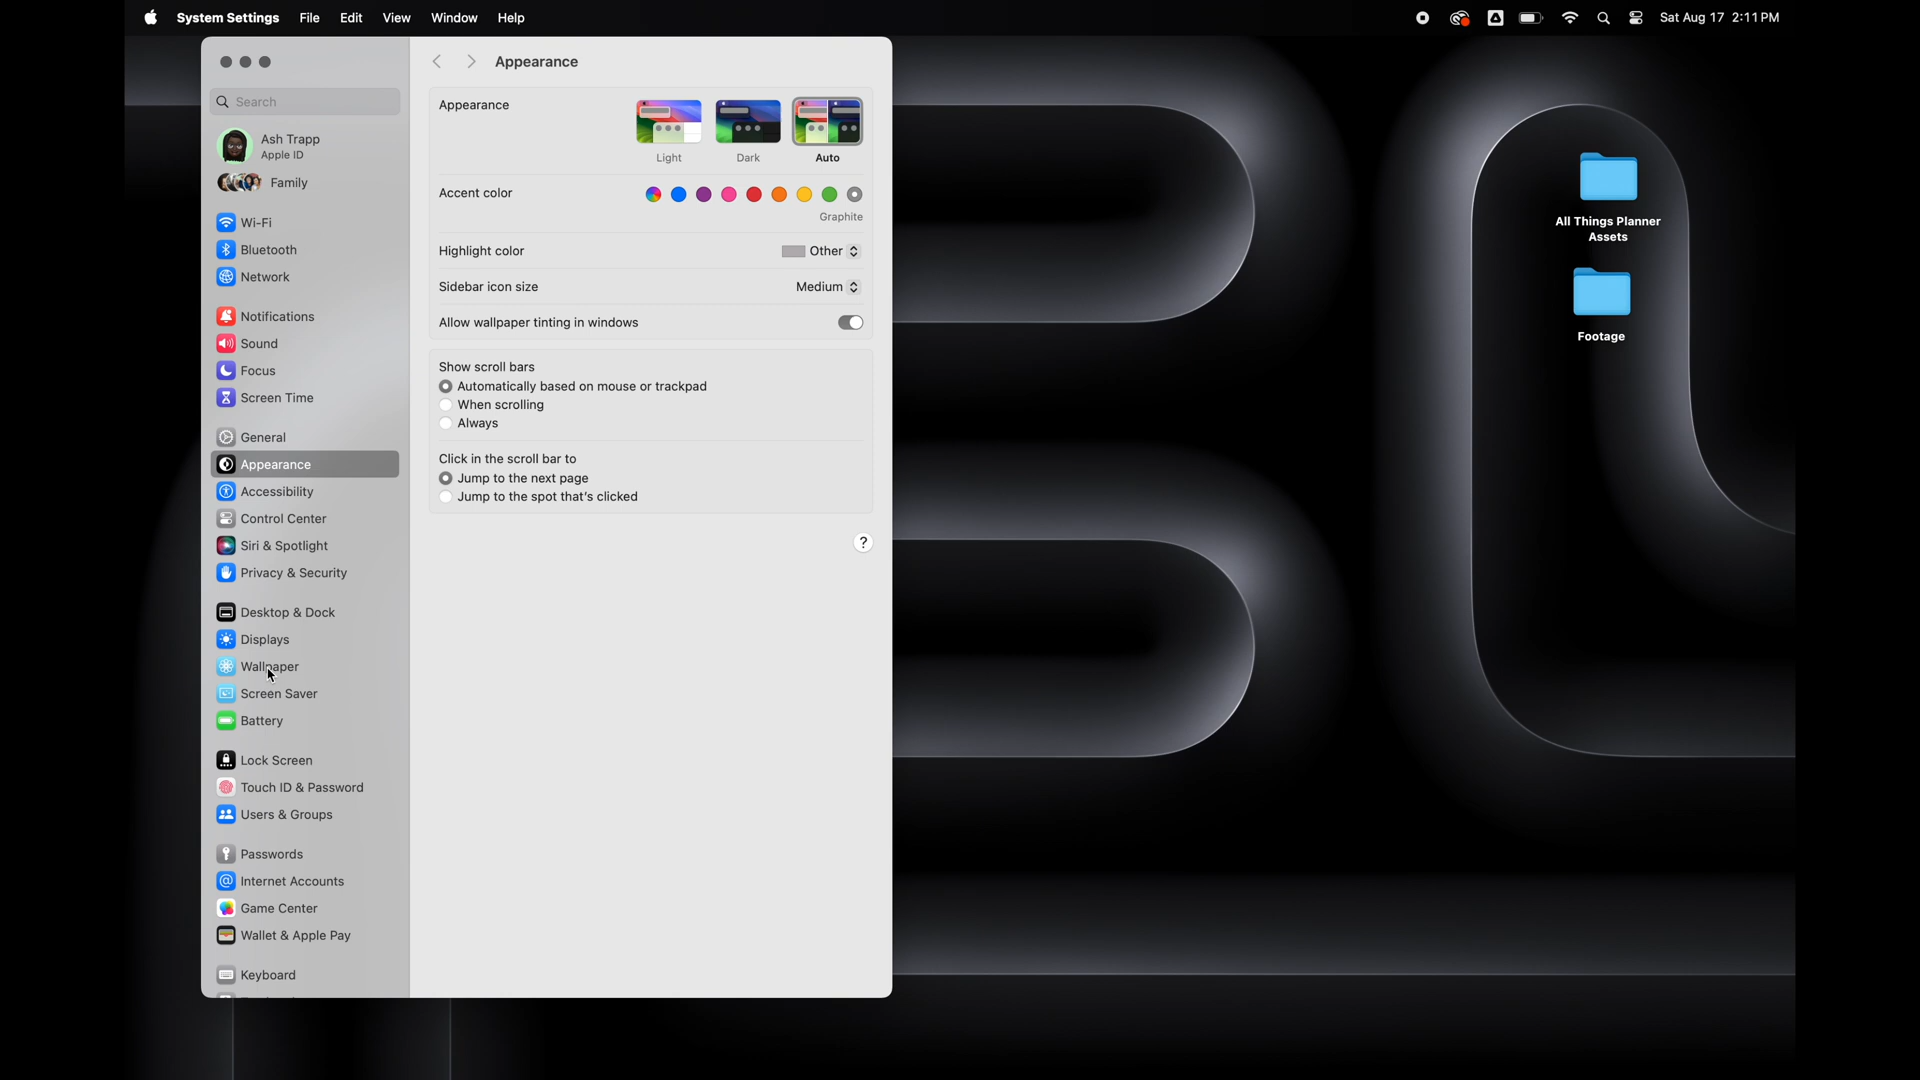 System Settings File Edit View Window Help
Sat Aug 17 2:11 PM
Search
Ash Trapp
Apple ID
Family
Wi-Fi
Bluetooth
Network
Notifications
Sound
Focus
Screen Time
General
Appearance
Accessibility
Control Center
Siri & Spotlight
Privacy & Security
Desktop & Dock
Displays
Wallpaper
Screen Saver
Battery
Lock Screen
Touch ID & Password
Users & Groups
Passwords
Internet Accounts
Game Center
Wallet & Apple Pay
Keyboard
Appearance
Appearance
Light Dark Auto
Accent color
Graphite
Highlight color Other
Sidebar icon size Medium
Allow wallpaper tinting in windows
Show scroll bars
Automatically based on mouse or trackpad
When scrolling
Always
Click in the scroll bar to
Jump to the next page
Jump to the spot that's clicked
?
All Things Planner
Assets
Footage